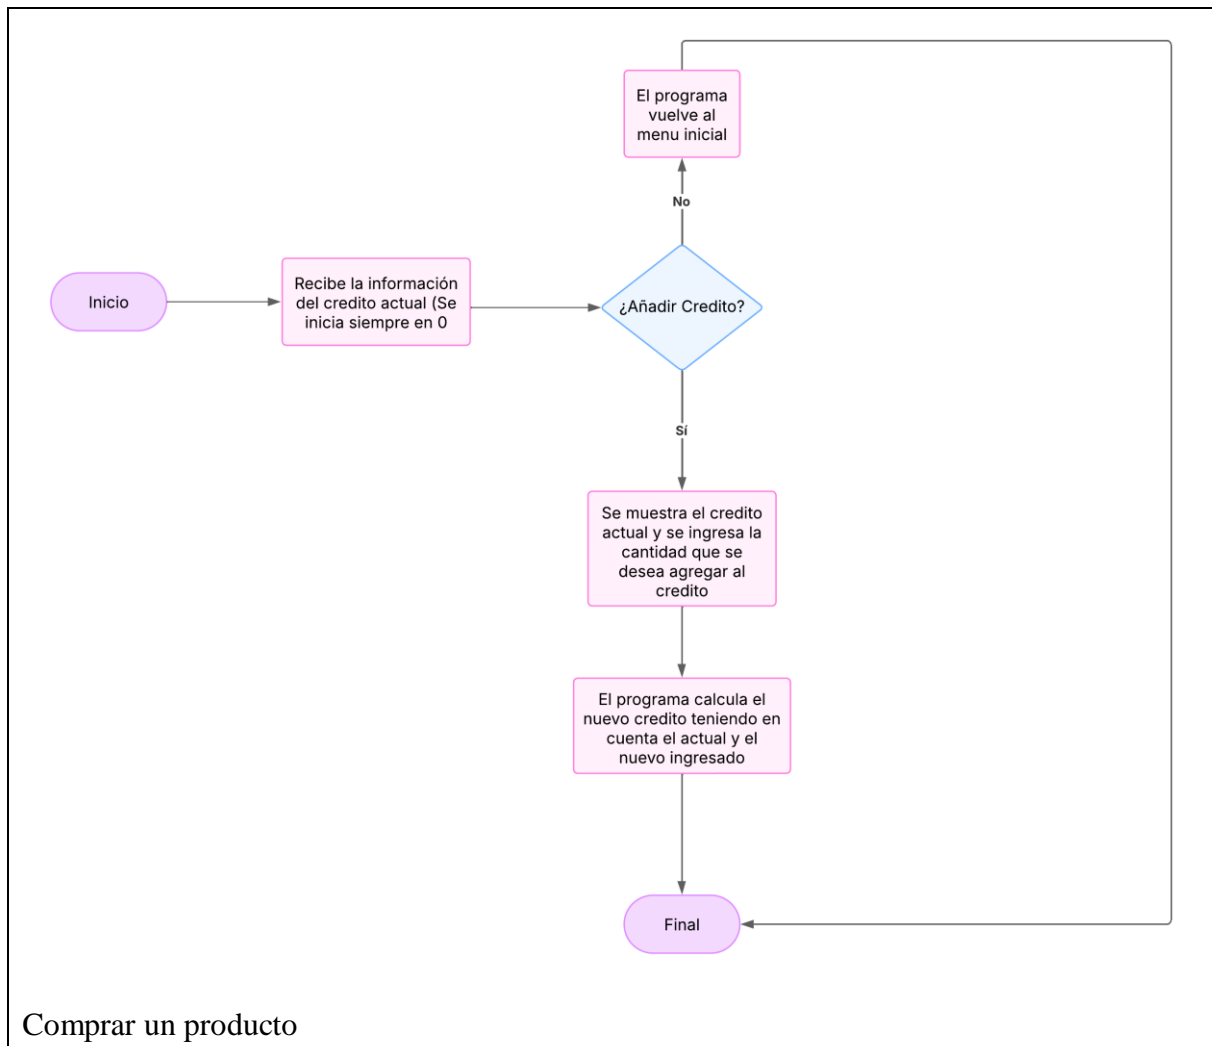 El programa
vuelve al
menu inicial
No
Inicio
Recibe la información
del credito actual (Se
inicia siempre en 0
¿Añadir Credito?
Sí
Se muestra el credito
actual y se ingresa la
cantidad que se
desea agregar al
credito
El programa calcula el
nuevo credito teniendo en
cuenta el actual y el
nuevo ingresado
Final
Comprar un producto